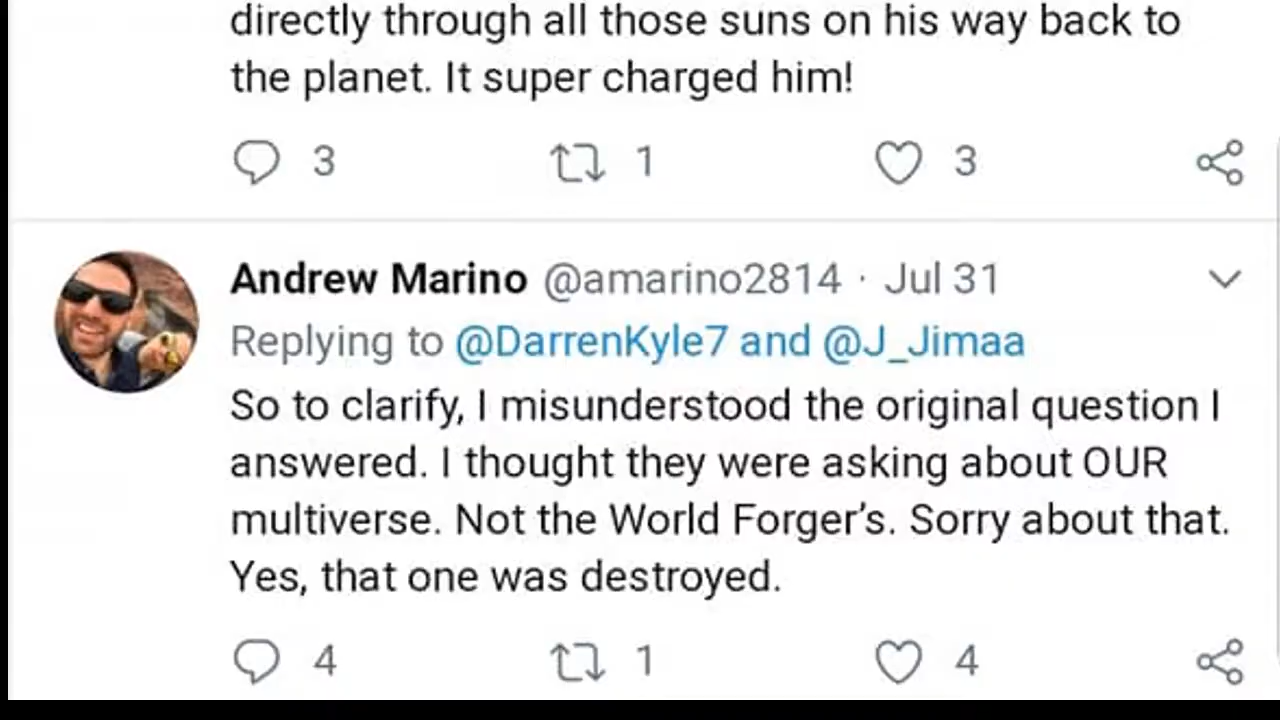 directly through all those suns on his way back to
the planet. It super charged him!
3 1 3
Andrew Marino @amarino2814 · Jul 31
Replying to @DarrenKyle7 and @J_Jimaa
So to clarify, I misunderstood the original question I
answered. I thought they were asking about OUR
multiverse. Not the World Forger’s. Sorry about that.
Yes, that one was destroyed.
4 1 4